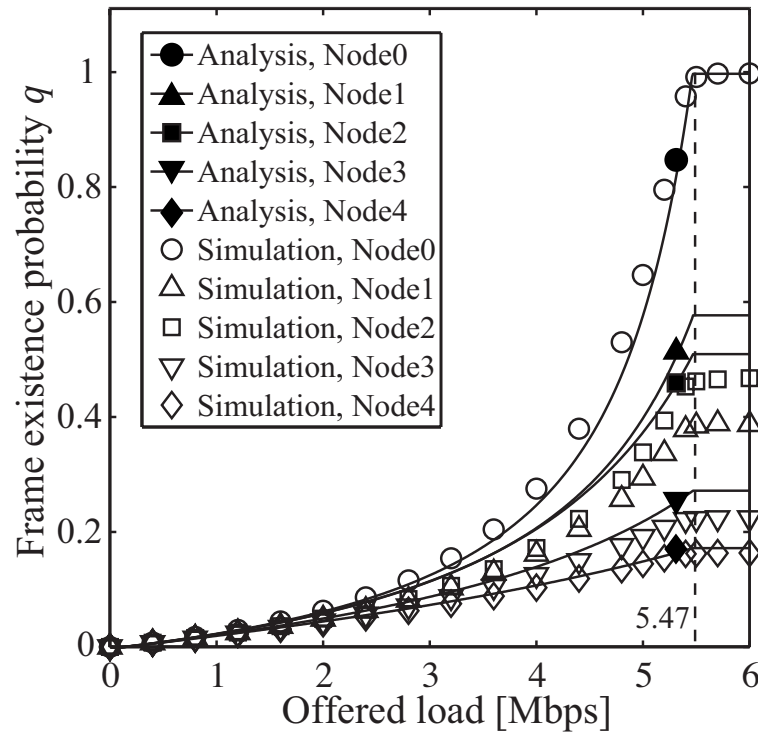 Frame existence probability q
1
0.8
0.6
0.4
0.2
0
Analysis, Node0
Analysis, Node1
Analysis, Node2
Analysis, Node3
Analysis, Node4
Simulation, Node0
Simulation, Node1
Simulation, Node2
Simulation, Node3
Simulation, Node4
5.47
0 1 2 3 4 5 6
Offered load [Mbps]